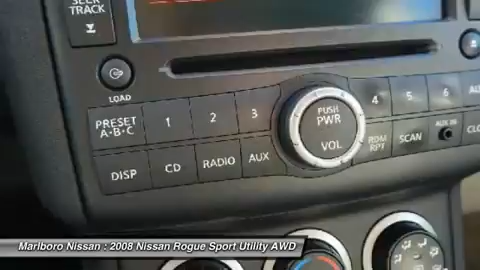 SEEK
TRACK
LOAD
PRESET
A·B·C
1
2
3
PUSH
PWR
VOL
4
5
6
DISP
CD
RADIO
AUX
RDM
RPT
SCAN
AUX IN
Marlboro Nissan : 2008 Nissan Rogue Sport Utility AWD